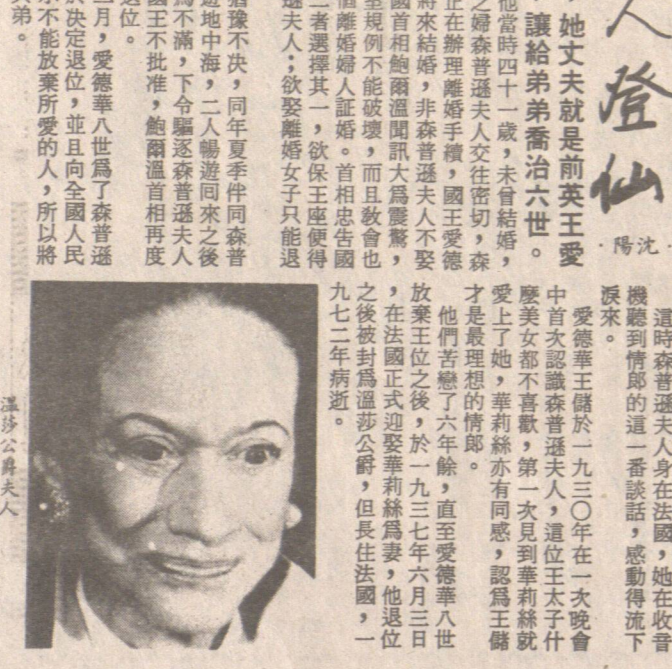 人登仙
·沈陽·
，她丈夫就是前英王愛
讓給弟弟喬治六世。
他當時四十一歲，未曾結婚，
之婦森普遜夫人交往密切，森
正在辦理離婚手續，國王愛德
將來結婚，非森普遜夫人不娶
國首相鮑爾溫聞訊大爲震驚，
室規例不能破壞，而且教會也
個離婚婦人証婚。首相忠告國
二者選擇其一，欲保王座便得
遜夫人；欲娶離婚女子只能退
猶豫不決，同年夏季伴同森普
遊地中海，二人暢遊囘來之後
爲不滿，下令驅逐森普遜夫人
國王不批准，鮑爾溫首相再度
退位。
二月，愛德華八世爲了森普遜
於決定退位，並且向全國人民
示不能放棄所愛的人，所以將
弟。
這時森普遜夫人身在法國，她在收音
機聽到情郎的這一番談話，感動得流下
淚來。
愛德華王儲於一九三〇年在一次晚會
中首次認識森普遜夫人，這位王太子什
麽美女都不喜歡，第一次見到華莉絲就
愛上了她，華莉絲亦有同感，認爲王儲
才是最理想的情郎。
他們苦戀了六年餘，直至愛德華八世
放棄王位之後，於一九三七年六月三日
，在法國正式迎娶華莉絲爲妻，他退位
之後被封爲溫莎公爵，但長住法國，一
九七二年病逝。
溫莎公爵夫人